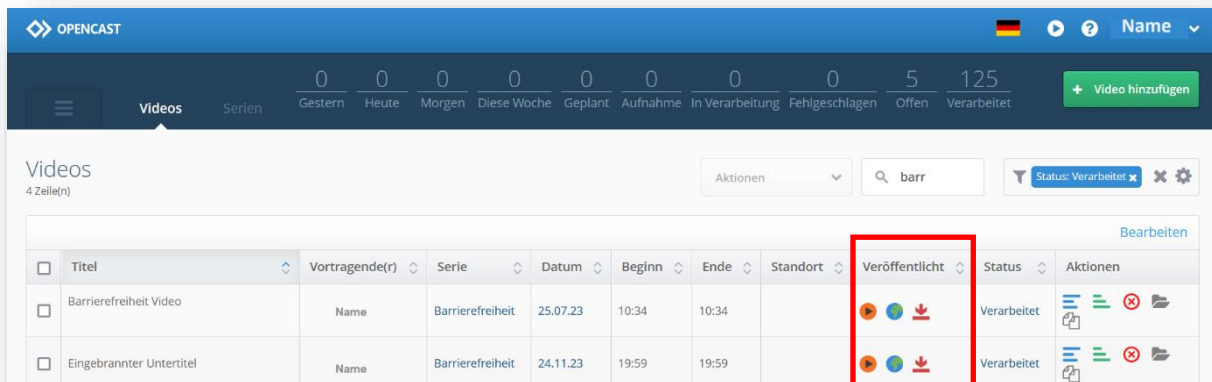 OPENCAST Name
0 0 0 0 0 0 0 0 5 125
Videos Serien Gestern Heute Morgen Diese Woche Geplant Aufnahme In Verarbeitung Fehlgeschlagen Offen Verarbeitet + Video hinzufügen
Videos
4 Zeile(n)
Aktionen barr Status: Verarbeitet
Bearbeiten
Titel Vortragende(r) Serie Datum Beginn Ende Standort Veröffentlicht Status Aktionen
Barrierefreiheit Video Name Barrierefreiheit 25.07.23 10:34 10:34 Verarbeitet
Eingebrannter Untertitel Name Barrierefreiheit 24.11.23 19:59 19:59 Verarbeitet